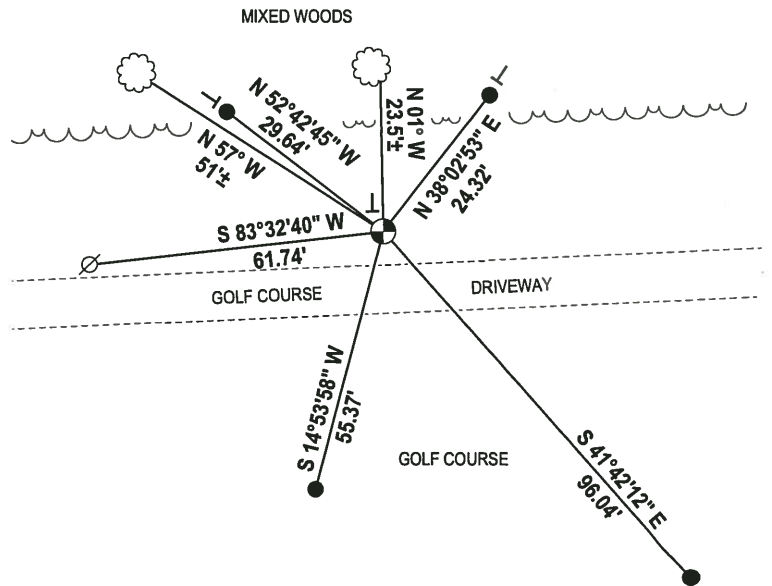 MIXED WOODS
N 52°42'45" W
29.64'
N 57° W
51'±
N 01° W
23.5'±
N 38°02'53" E
24.32'
S 83°32'40" W
61.74'
GOLF COURSE
DRIVEWAY
S 14°53'58" W
55.37'
GOLF COURSE
S 41°42'12" E
96.04'